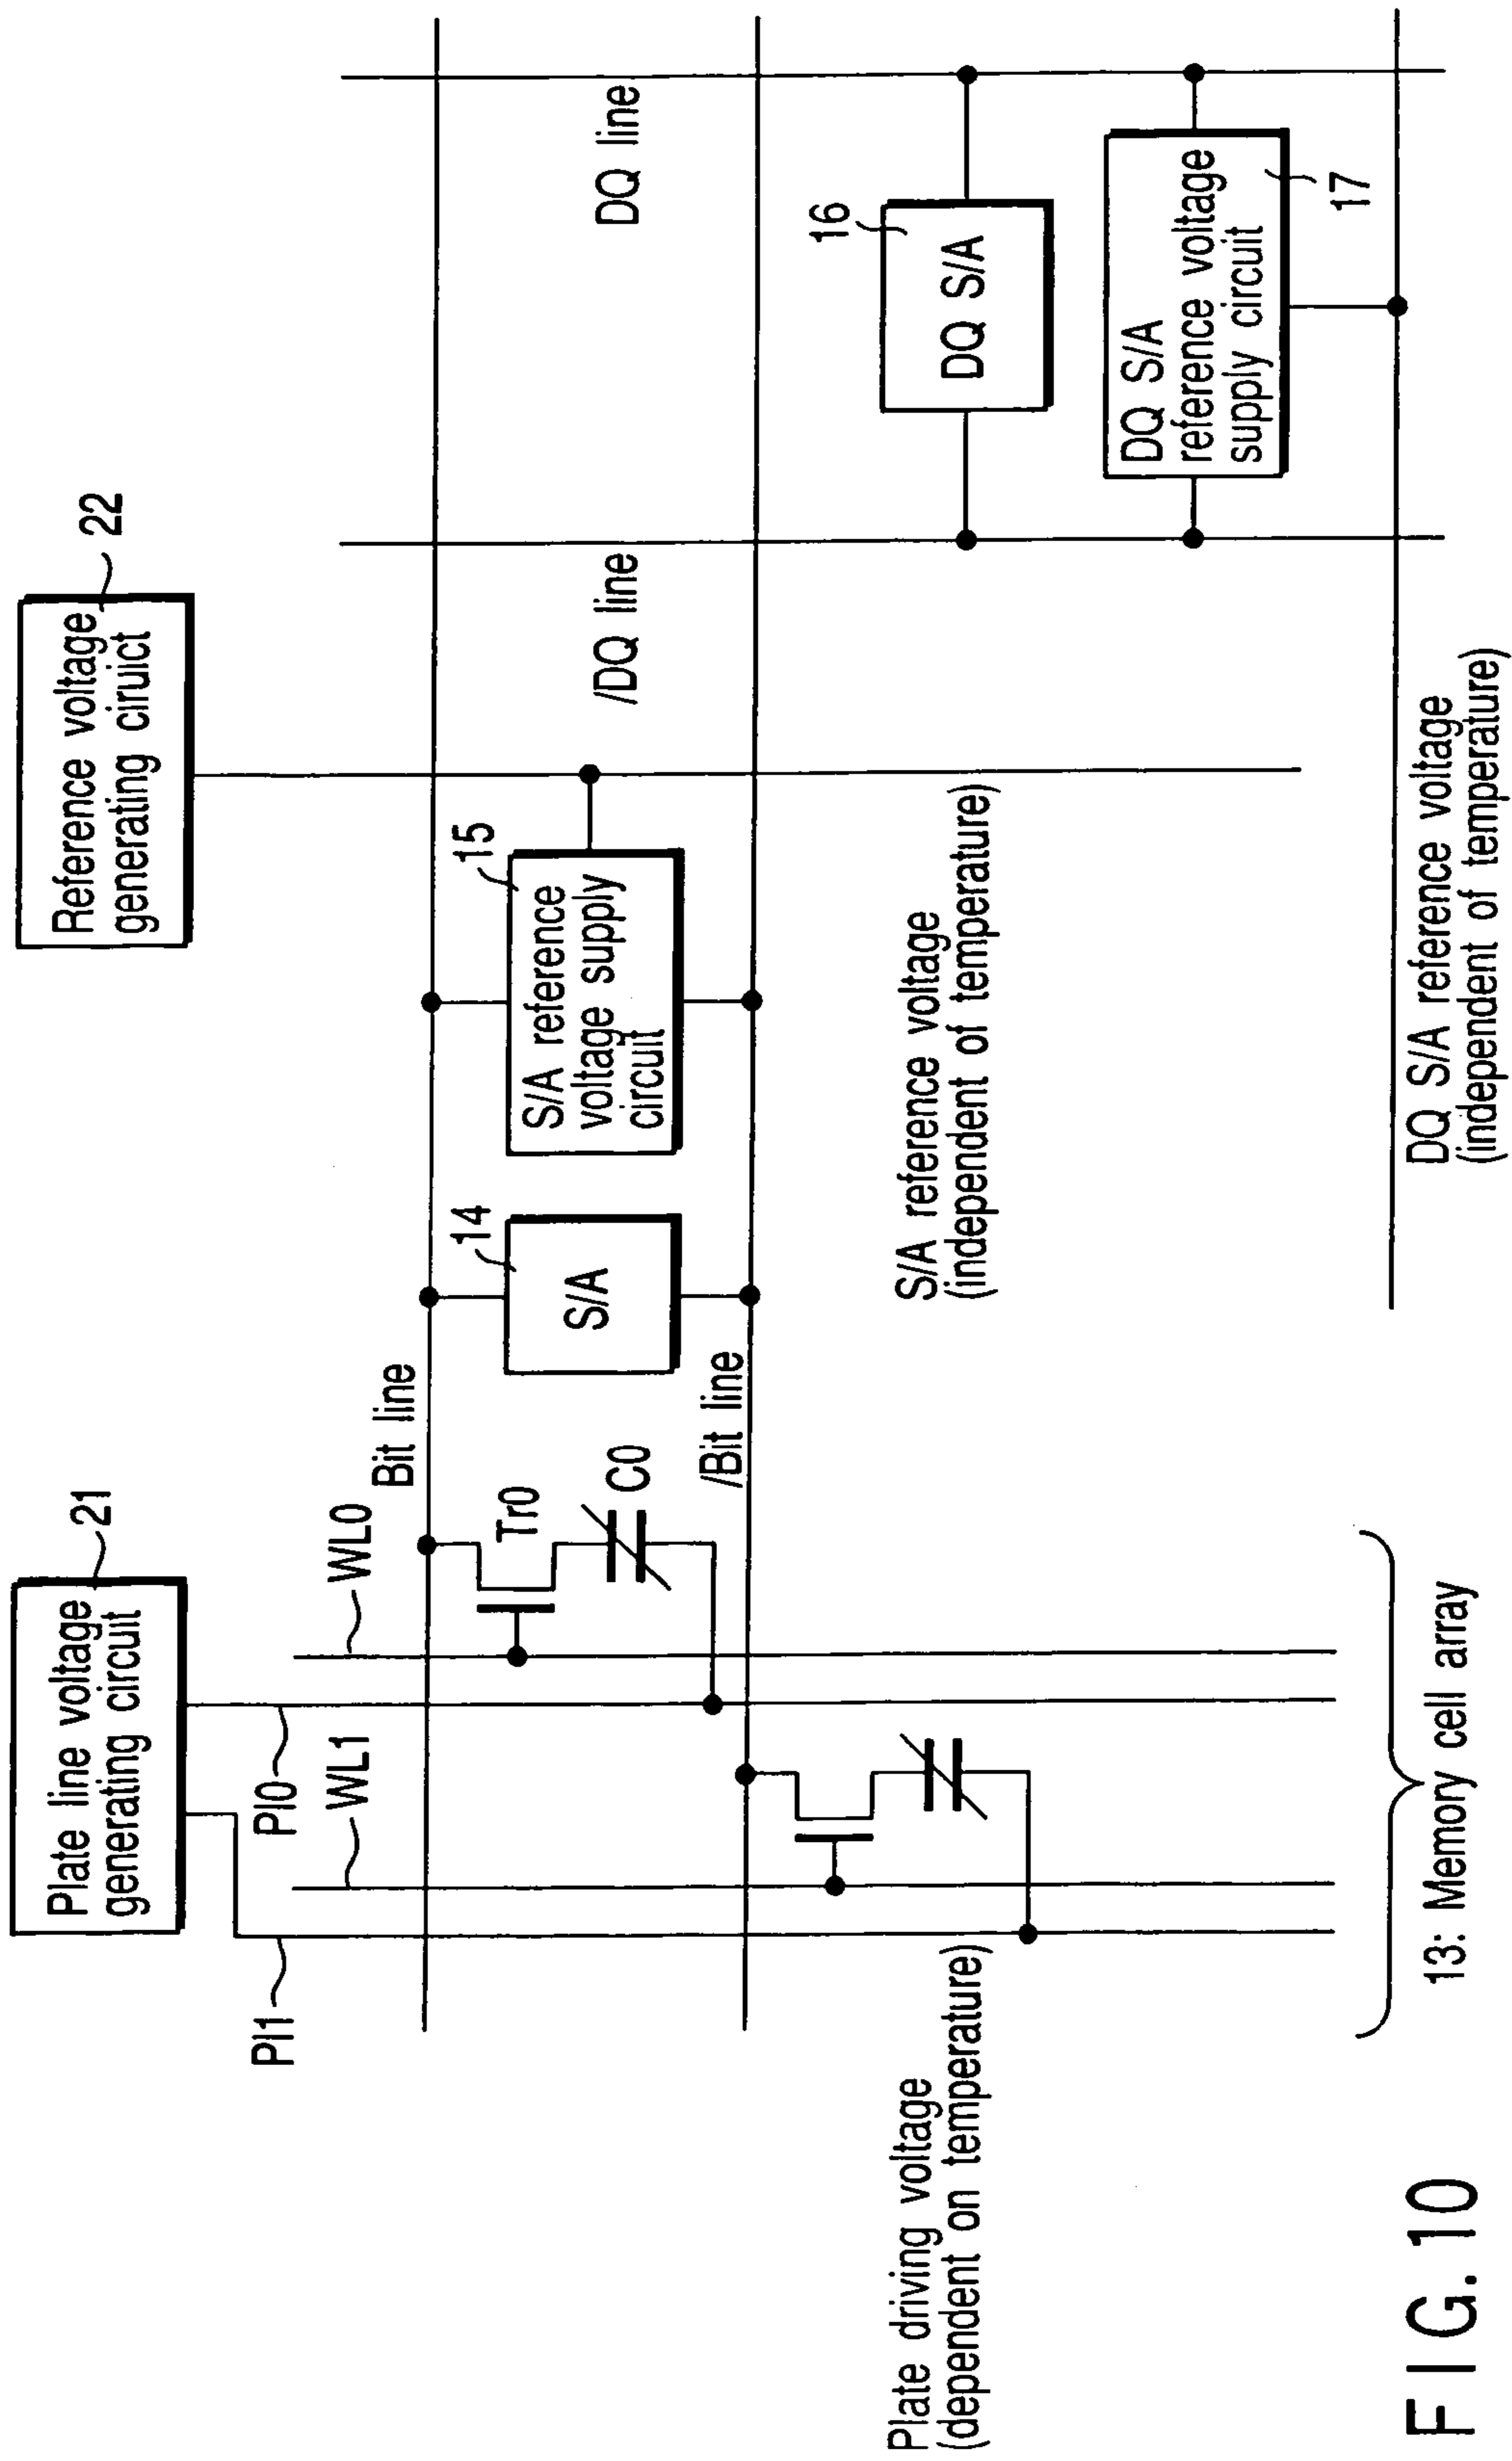 Plate line voltage
generating circuit
21
Reference voltage
generating ciruict
22
Pl1
Pl0
WL1
WL0
Bit line
Tr0
C0
/Bit line
S/A
14
S/A reference
voltage supply
circuit
15
/DQ line
DQ line
DQ S/A
16
DQ S/A
reference voltage
supply circuit
17
Plate driving voltage
(dependent on temperature)
S/A reference voltage
(independent of temperature)
13: Memory cell array
DQ S/A reference voltage
(independent of temperature)
FIG. 10